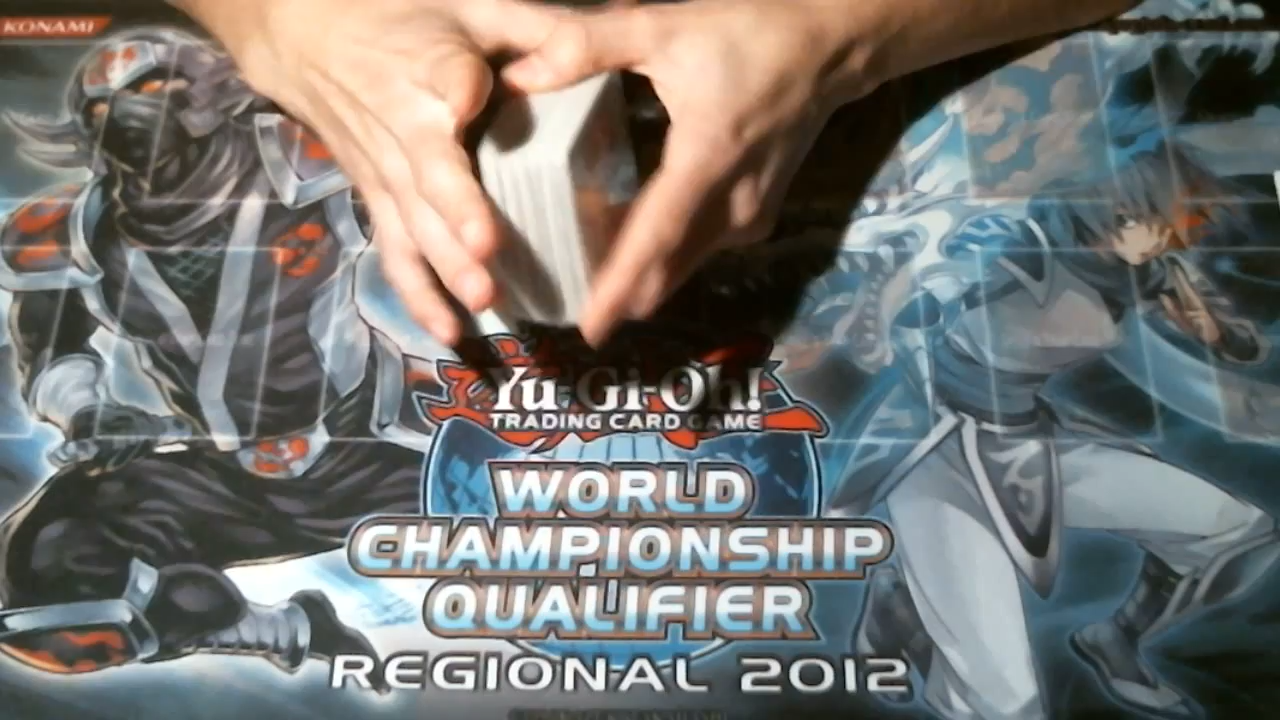 KONAMI
Yu-Gi-Oh!
TRADING CARD GAME
WORLD
CHAMPIONSHIP
QUALIFIER
REGIONAL 2012